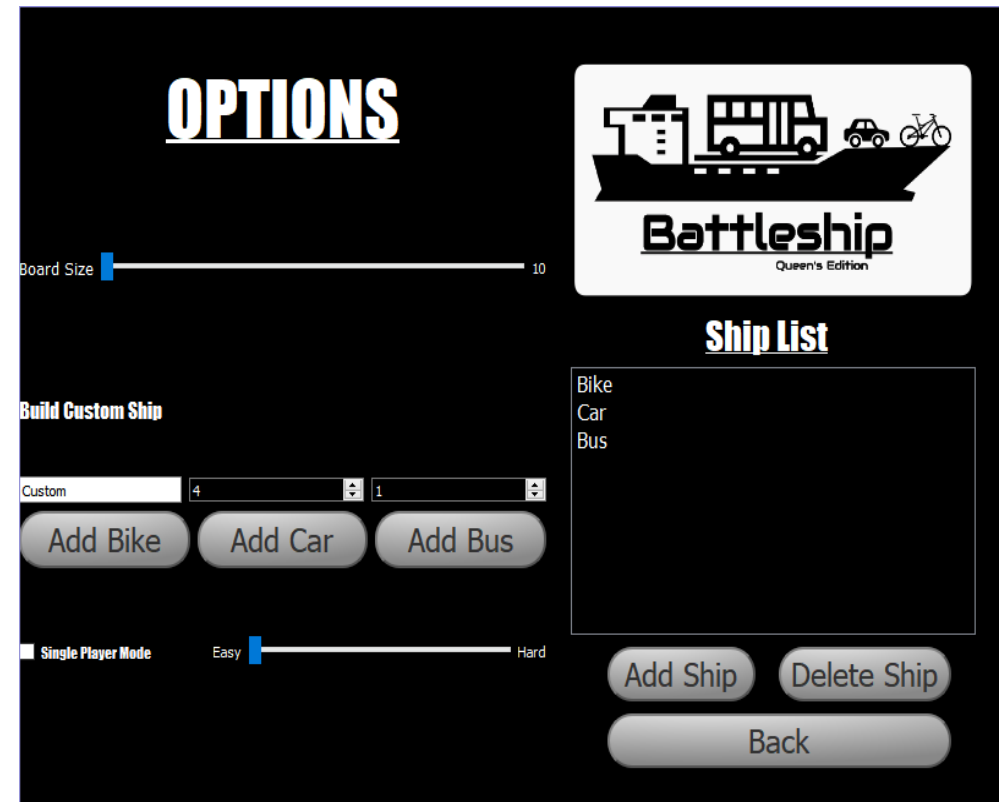 OPTIONS
Battleship
Queen's Edition
Board Size 10
Ship List
Bike
Car
Bus
Build Custom Ship
Custom 4 1
Add Bike Add Car Add Bus
Single Player Mode Easy Hard
Add Ship Delete Ship
Back